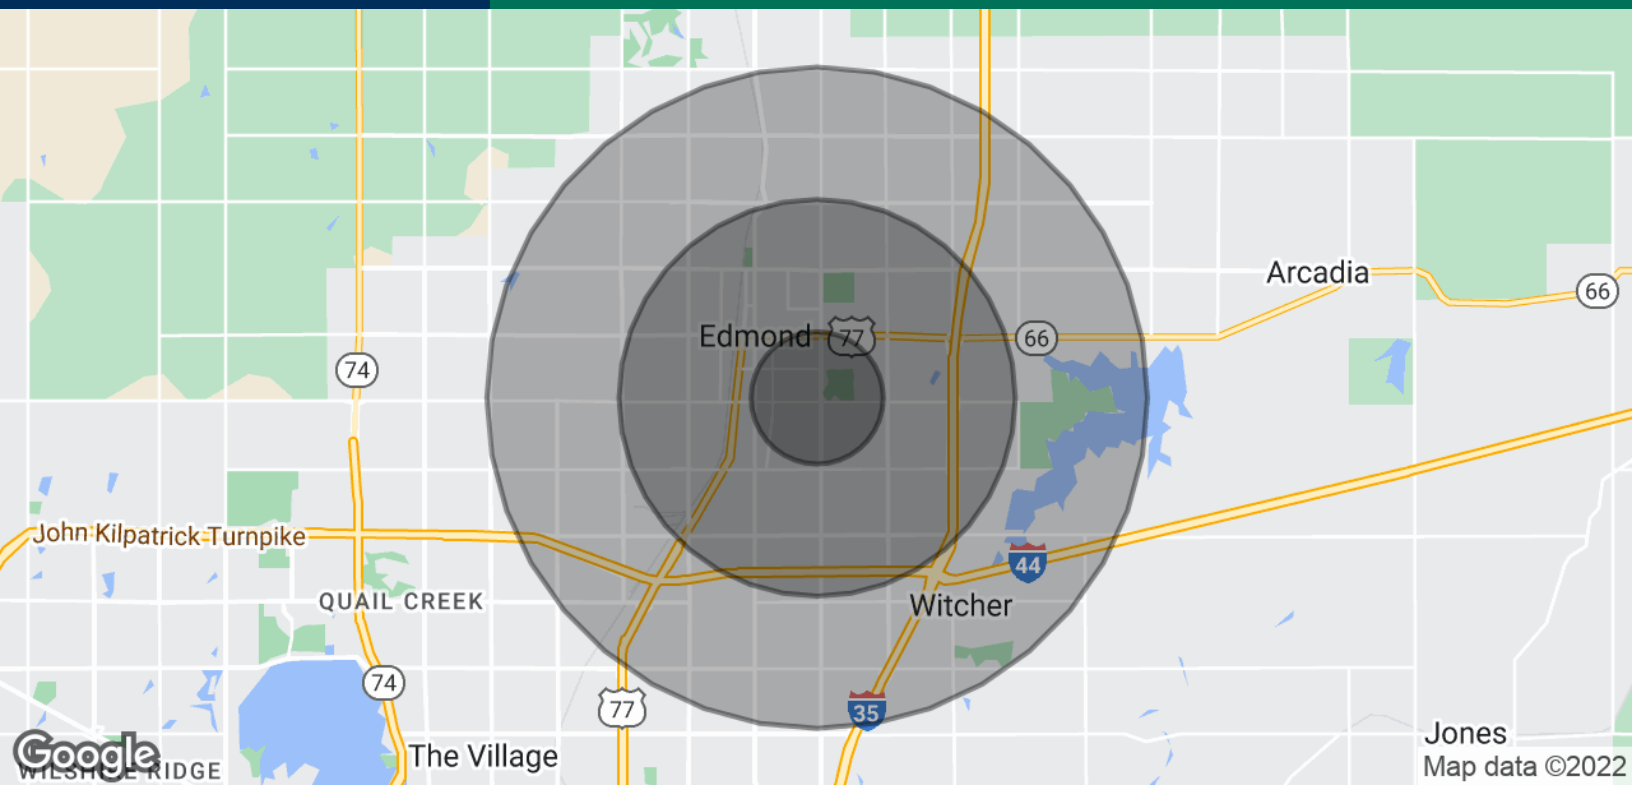 Arcadia
66
Edmond
77
66
74
John Kilpatrick Turnpike
44
QUAIL CREEK
Witcher
74
77
35
Jones
The Village
Google
WILSHIRE RIDGE
Map data ©2022